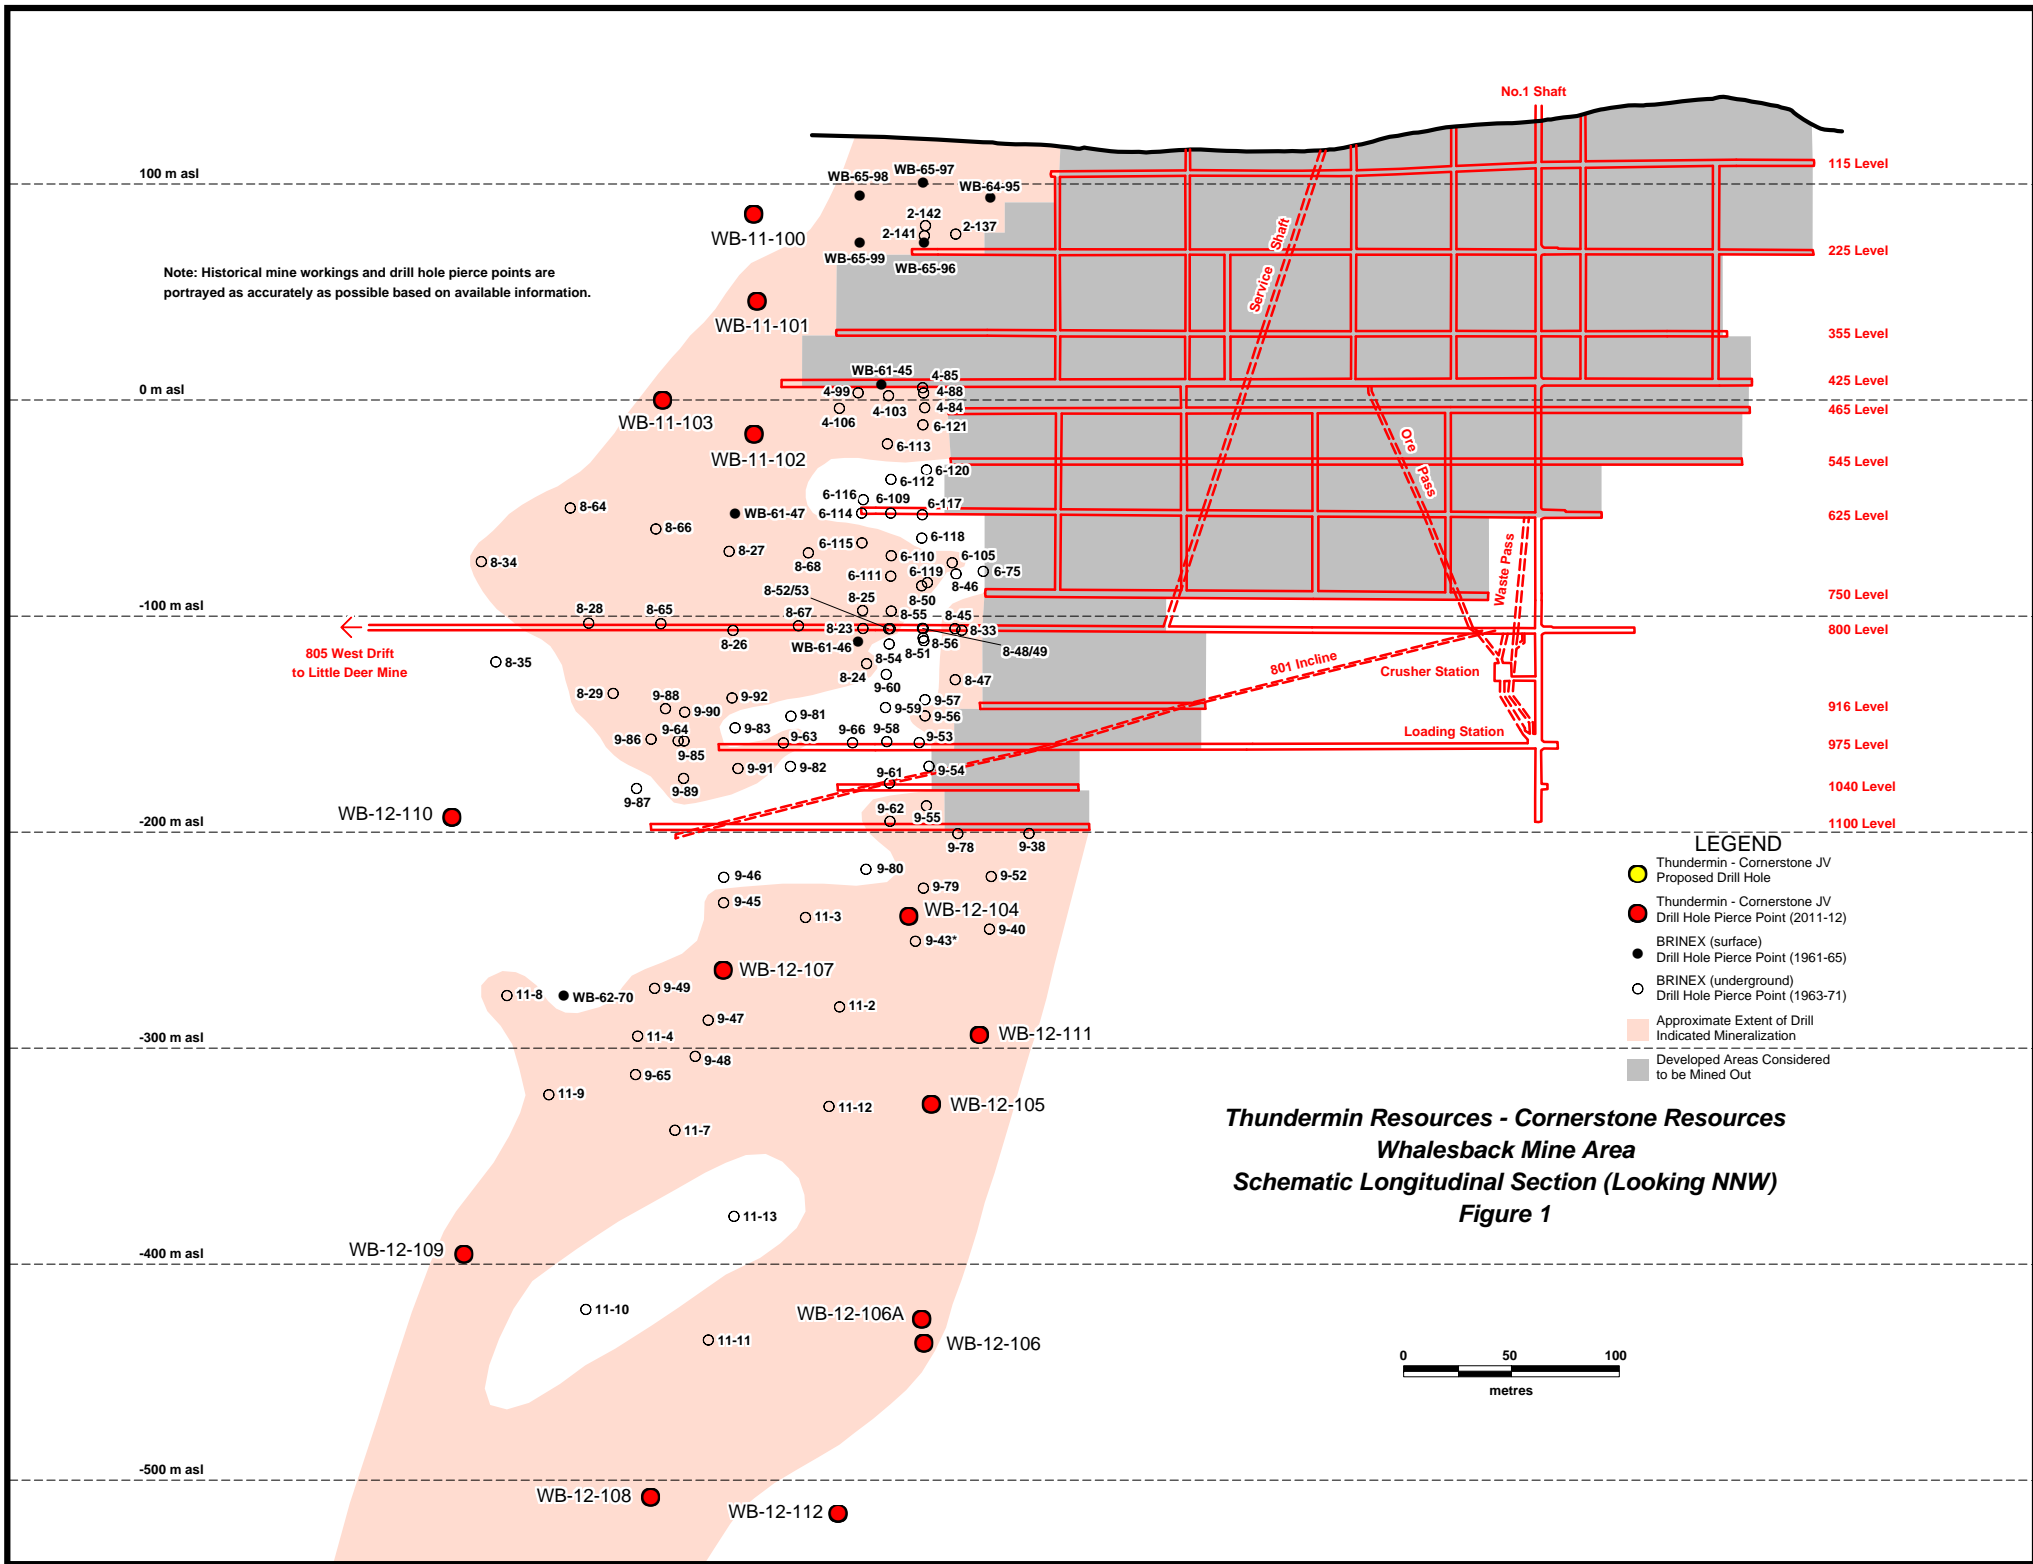 No.1 Shaft
100 m asl
WB-65-98
WB-65-97
WB-64-95
115 Level
WB-11-100
2-142
2-141
2-137
WB-65-99
WB-65-96
225 Level
Service Shaft
Note: Historical mine workings and drill hole pierce points are
portrayed as accurately as possible based on available information.
WB-11-101
355 Level
0 m asl
WB-61-45
4-85
4-99
4-88
4-103
4-84
4-106
425 Level
465 Level
WB-11-103
6-121
WB-11-102
6-113
Ore Pass
545 Level
6-120
6-112
6-116
6-109
6-117
6-114
625 Level
8-64
WB-61-47
8-66
6-118
6-115
8-27
8-68
6-110
6-105
8-34
6-111
6-119
8-46
6-75
8-52/53
Waste Pass
750 Level
-100 m asl
8-28
8-65
8-67
8-25
8-50
8-55
8-45
8-23
8-33
800 Level
8-26
WB-61-46
8-56
8-51
8-48/49
8-54
805 West Drift
to Little Deer Mine
8-35
8-24
9-60
8-47
801 Incline
Crusher Station
8-29
9-88
9-92
9-90
9-81
9-59
9-57
9-56
916 Level
9-83
9-86
9-64
9-85
9-63
9-66
9-58
9-53
Loading Station
975 Level
9-91
9-82
9-54
9-61
9-87
9-89
1040 Level
WB-12-110
-200 m asl
9-62
9-55
9-78
9-38
1100 Level
LEGEND
Thundermin - Cornerstone JV
Proposed Drill Hole
Thundermin - Cornerstone JV
Drill Hole Pierce Point (2011-12)
BRINEX (surface)
Drill Hole Pierce Point (1961-65)
BRINEX (underground)
Drill Hole Pierce Point (1963-71)
Approximate Extent of Drill
Indicated Mineralization
Developed Areas Considered
to be Mined Out
9-46
9-80
9-52
9-79
9-45
11-3
WB-12-104
9-40
9-43*
WB-12-107
11-8
WB-62-70
9-49
11-2
9-47
-300 m asl
11-4
WB-12-111
9-48
9-65
11-9
11-12
WB-12-105
11-7
Thundermin Resources - Cornerstone Resources
Whalesback Mine Area
Schematic Longitudinal Section (Looking NNW)
Figure 1
11-13
-400 m asl
WB-12-109
11-10
WB-12-106A
11-11
WB-12-106
0 50 100
metres
-500 m asl
WB-12-108
WB-12-112